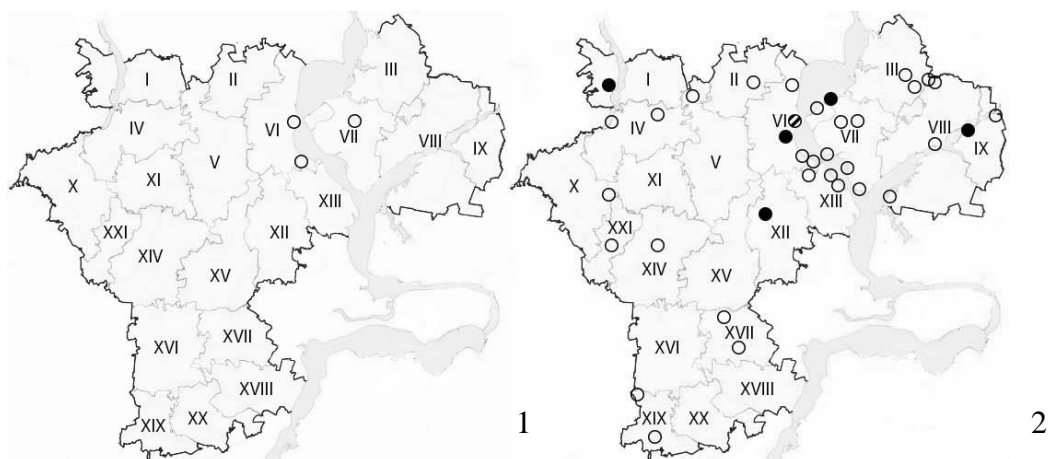 I II III
IV VI VII VIII IX
V
X XI XIII
XXI XII
XIV XV
XVI XVII
XVIII
XIX XX
1
I II III
IV VI VII VIII IX
V
X XI XIII
XXI XII
XIV XV
XVI XVII
XVIII
XIX XX
2